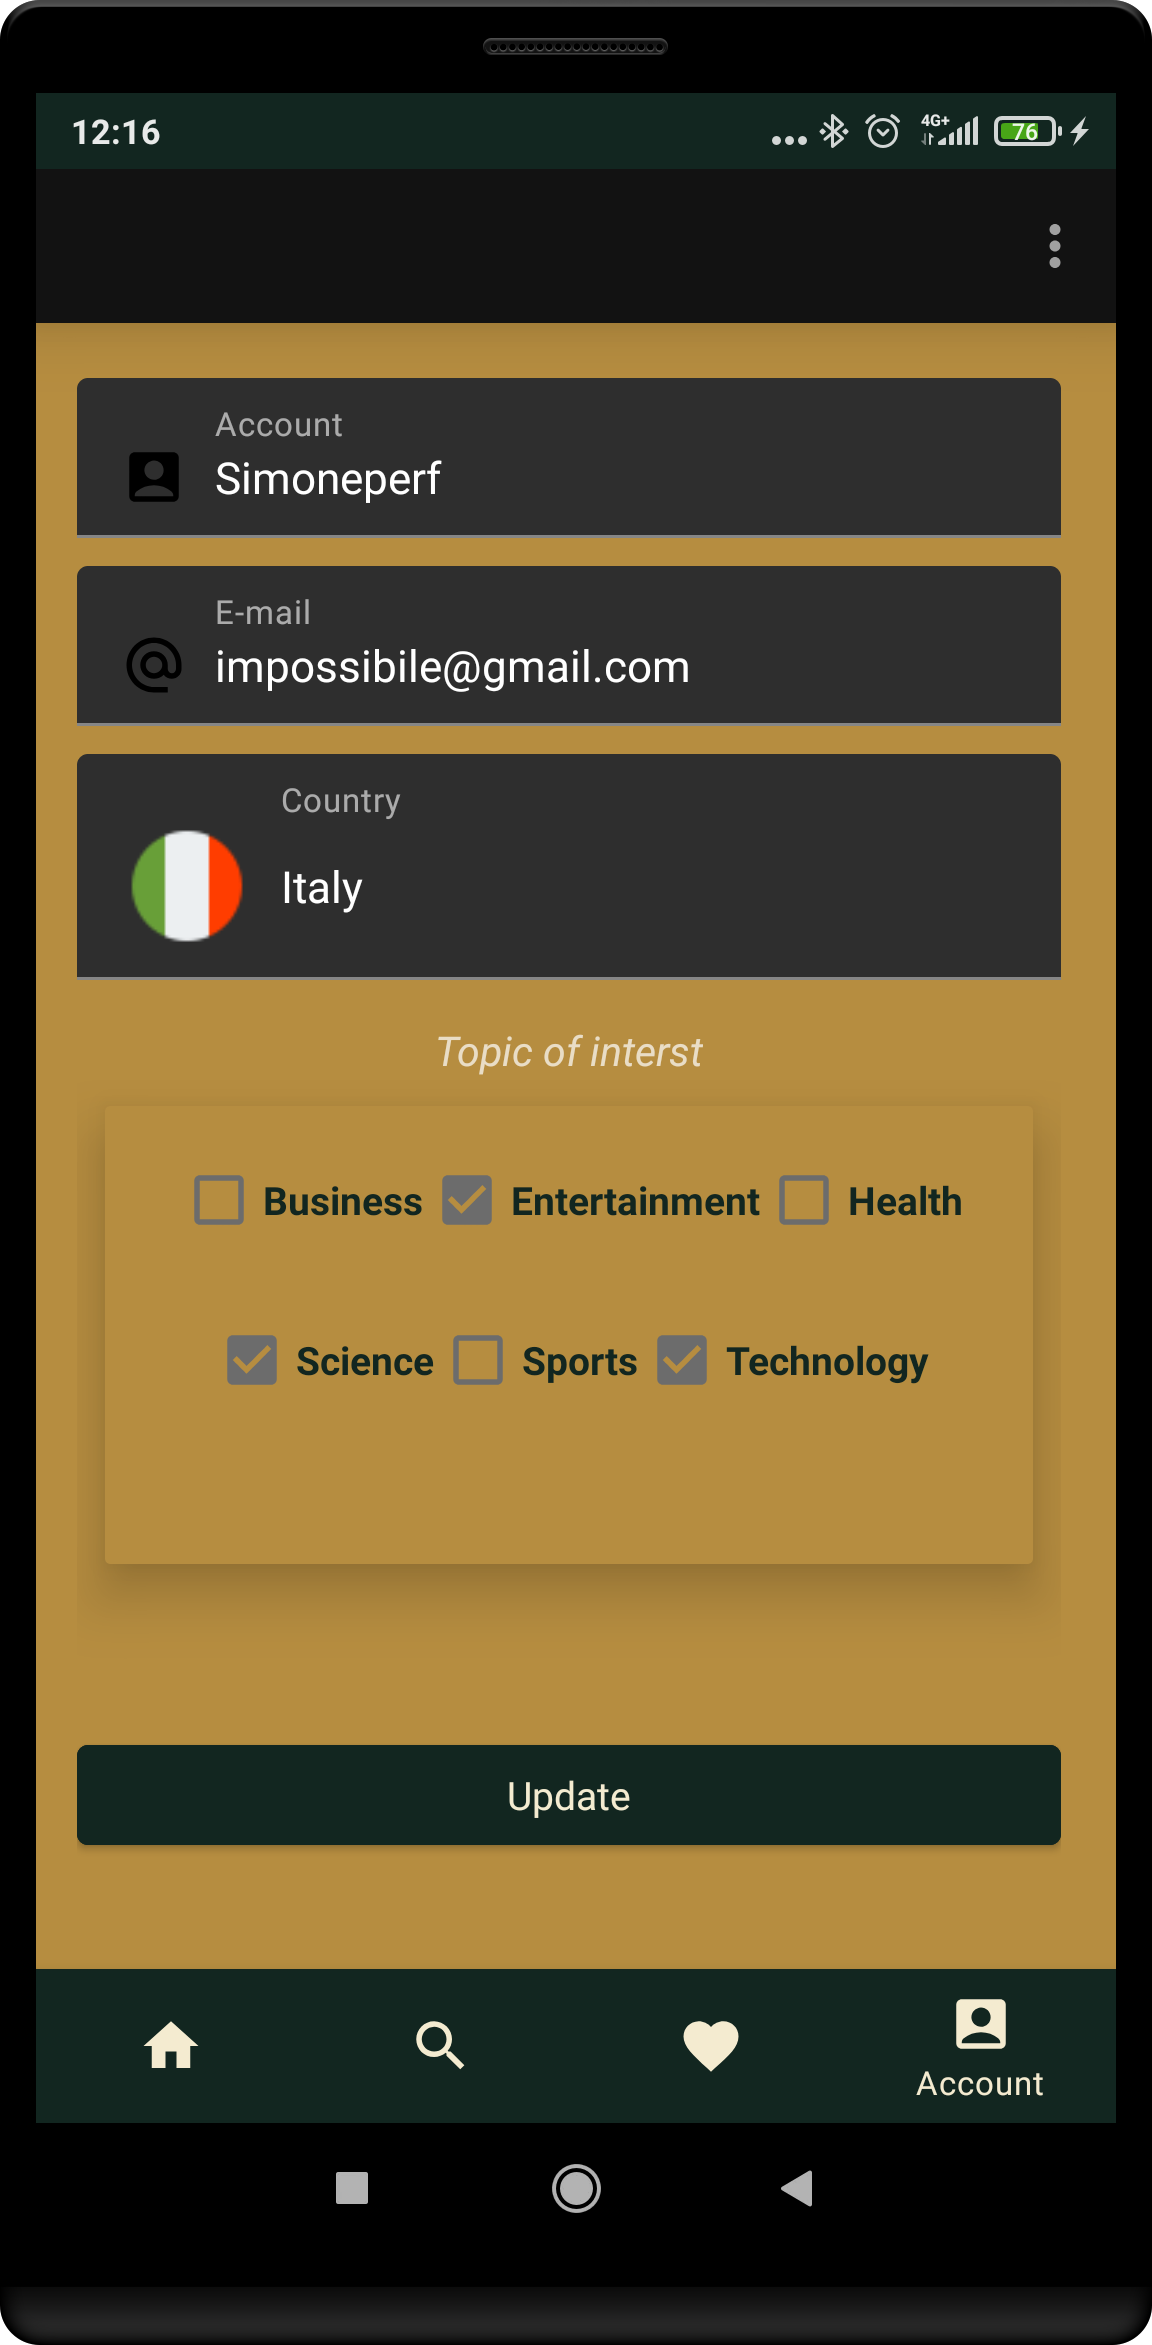 12:16
4G+
76
Account
Simoneperf
E-mail
impossibile@gmail.com
Country
Italy
Topic of interst
Business Entertainment Health
Science Sports Technology
Update
Account